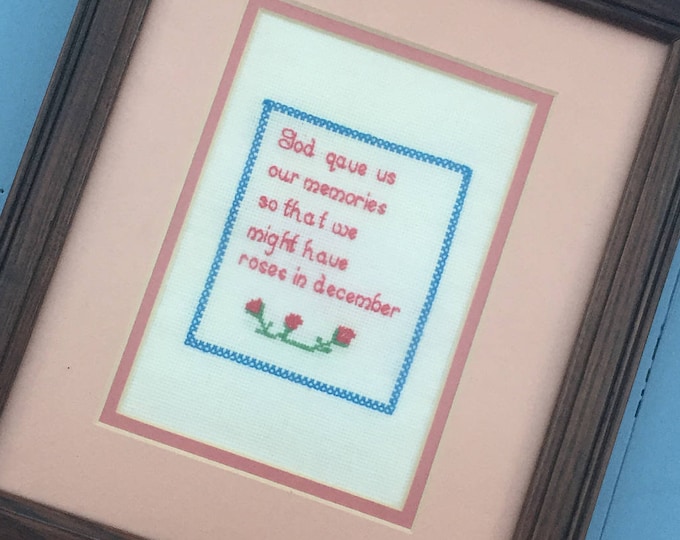 God gave us
our memories
so that we
might have
roses in december